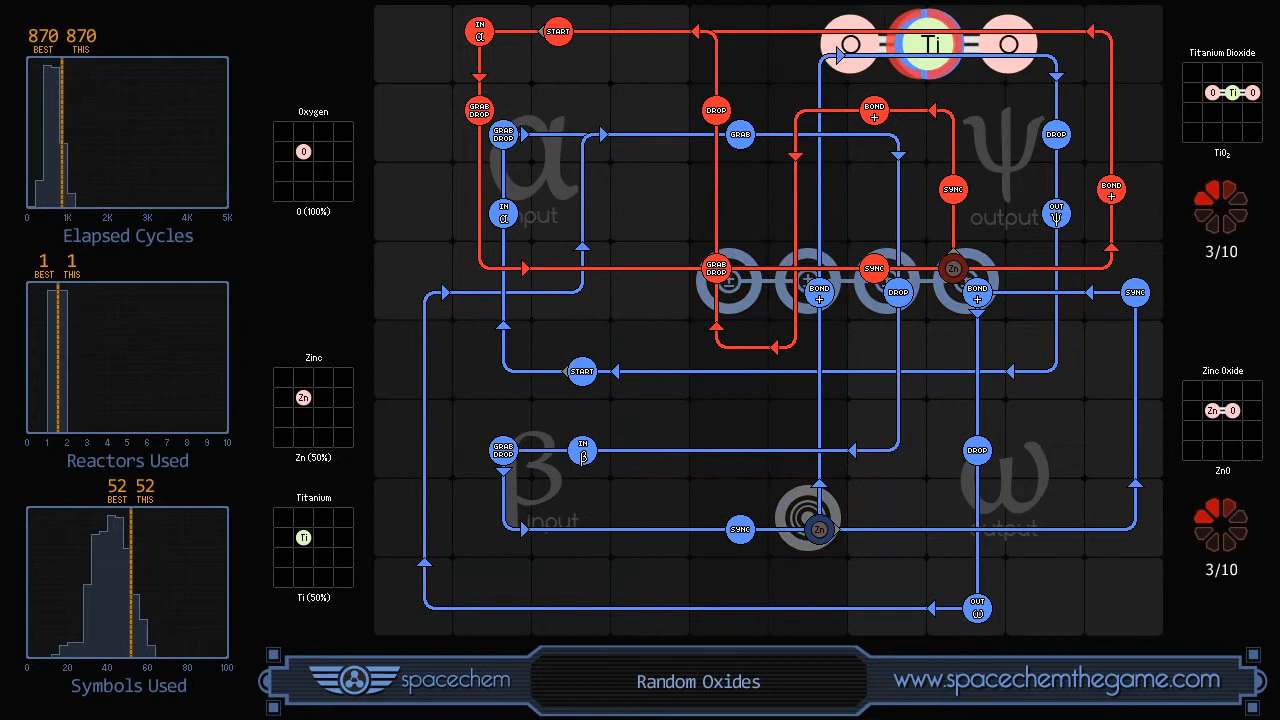 870 870
BEST THIS
0 1K 2K 3K 4K 5K
Elapsed Cycles
1 1
BEST THIS
0 1 2 3 4 5 6 7 8 9 10
Reactors Used
52 52
BEST THIS
0 20 40 60 80 100
Symbols Used
Oxygen
O
O (100%)
Zinc
Zn
Zn (50%)
Titanium
Ti
Ti (50%)
IN α
START
O Ti O
GRAB DROP
DROP
BOND +
GRAB DROP
GRAB
DROP
α
input
ψ
output
IN α
SYNC
BOND +
OUT ψ
GRAB DROP
SYNC
Zn
BOND +
DROP
BOND +
SYNC
START
GRAB DROP
IN β
DROP
β
input
ω
output
SYNC
Zn
OUT ω
Titanium Dioxide
O Ti O
TiO₂
3/10
Zinc Oxide
Zn O
ZnO
3/10
spacechem
Random Oxides
www.spacechemthegame.com